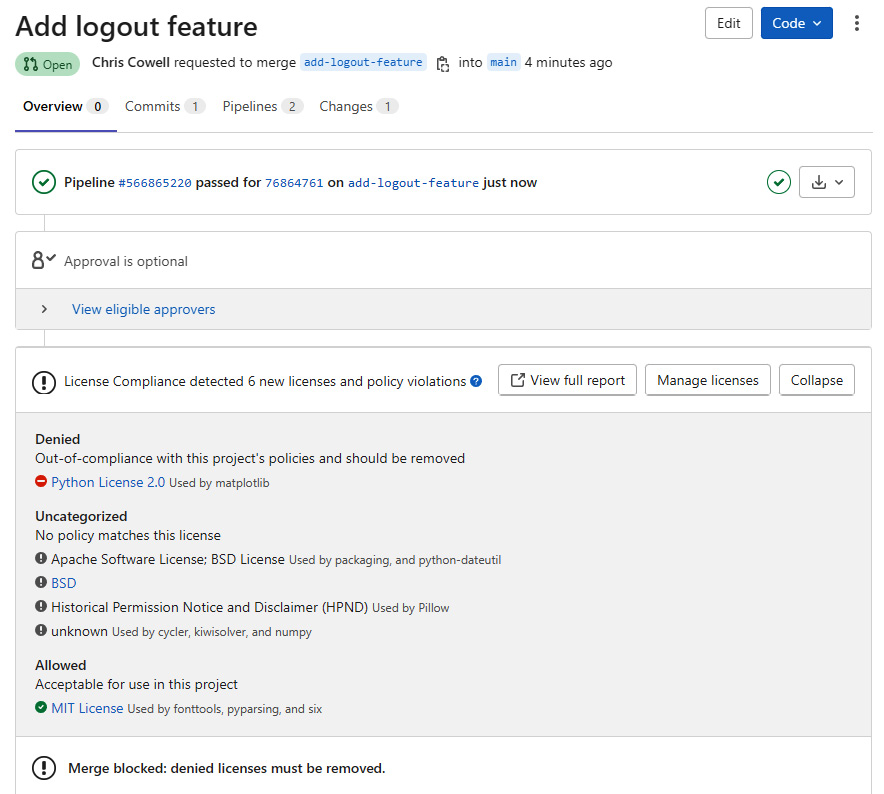 Add logout feature
Edit
Code
Open
Chris Cowell requested to merge add-logout-feature into main 4 minutes ago
Overview 0 Commits 1 Pipelines 2 Changes 1
Pipeline #566865220 passed for 76864761 on add-logout-feature just now
Approval is optional
View eligible approvers
License Compliance detected 6 new licenses and policy violations ?
View full report
Manage licenses
Collapse
Denied
Out-of-compliance with this project's policies and should be removed
Python License 2.0 Used by matplotlib
Uncategorized
No policy matches this license
Apache Software License; BSD License Used by packaging, and python-dateutil
BSD
Historical Permission Notice and Disclaimer (HPND) Used by Pillow
unknown Used by cycler, kiwisolver, and numpy
Allowed
Acceptable for use in this project
MIT License Used by fonttools, pyparsing, and six
Merge blocked: denied licenses must be removed.